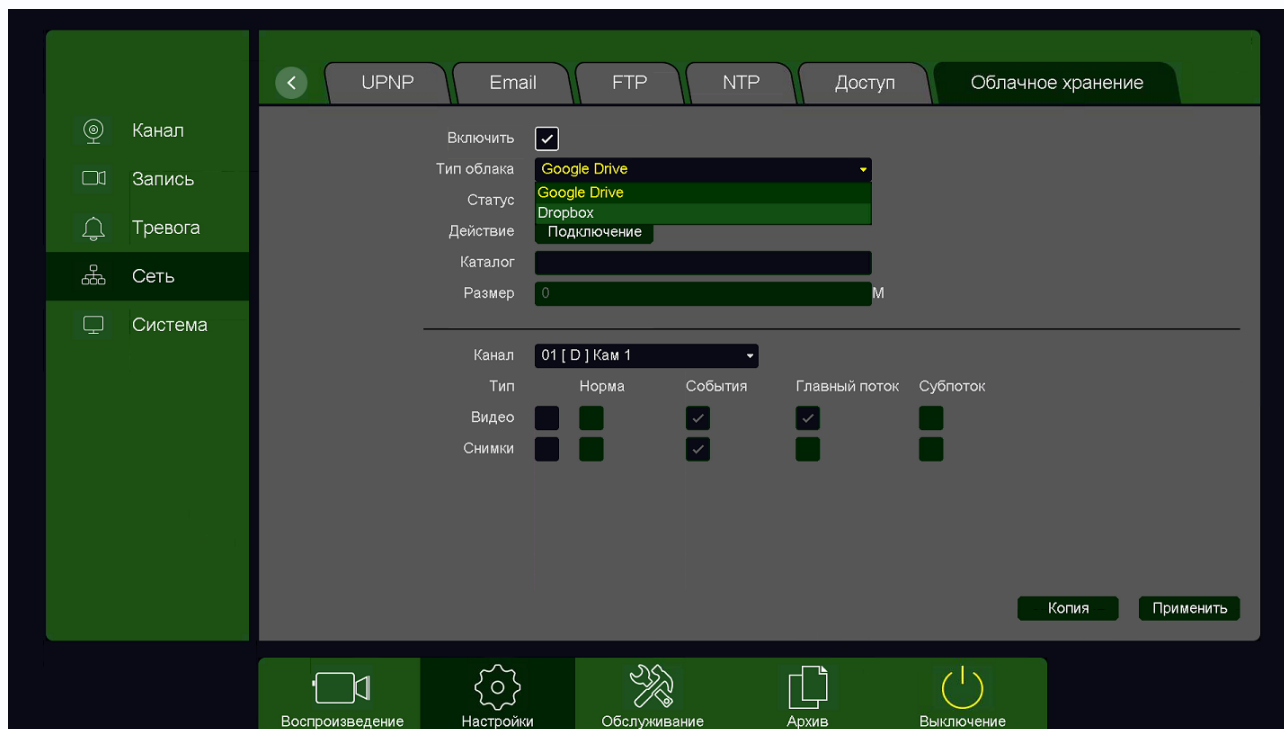 UPNP Email FTP NTP Доступ Облачное хранение
Канал
Запись
Тревога
Сеть
Система
Включить
Тип облака Google Drive
Google Drive
Статус
Dropbox
Действие Подключение
Каталог
Размер 0 М
Канал 01 [ D ] Кам 1
Тип Норма События Главный поток Субпоток
Видео
Снимки
Копия Применить
Воспроизведение Настройки Обслуживание Архив Выключение